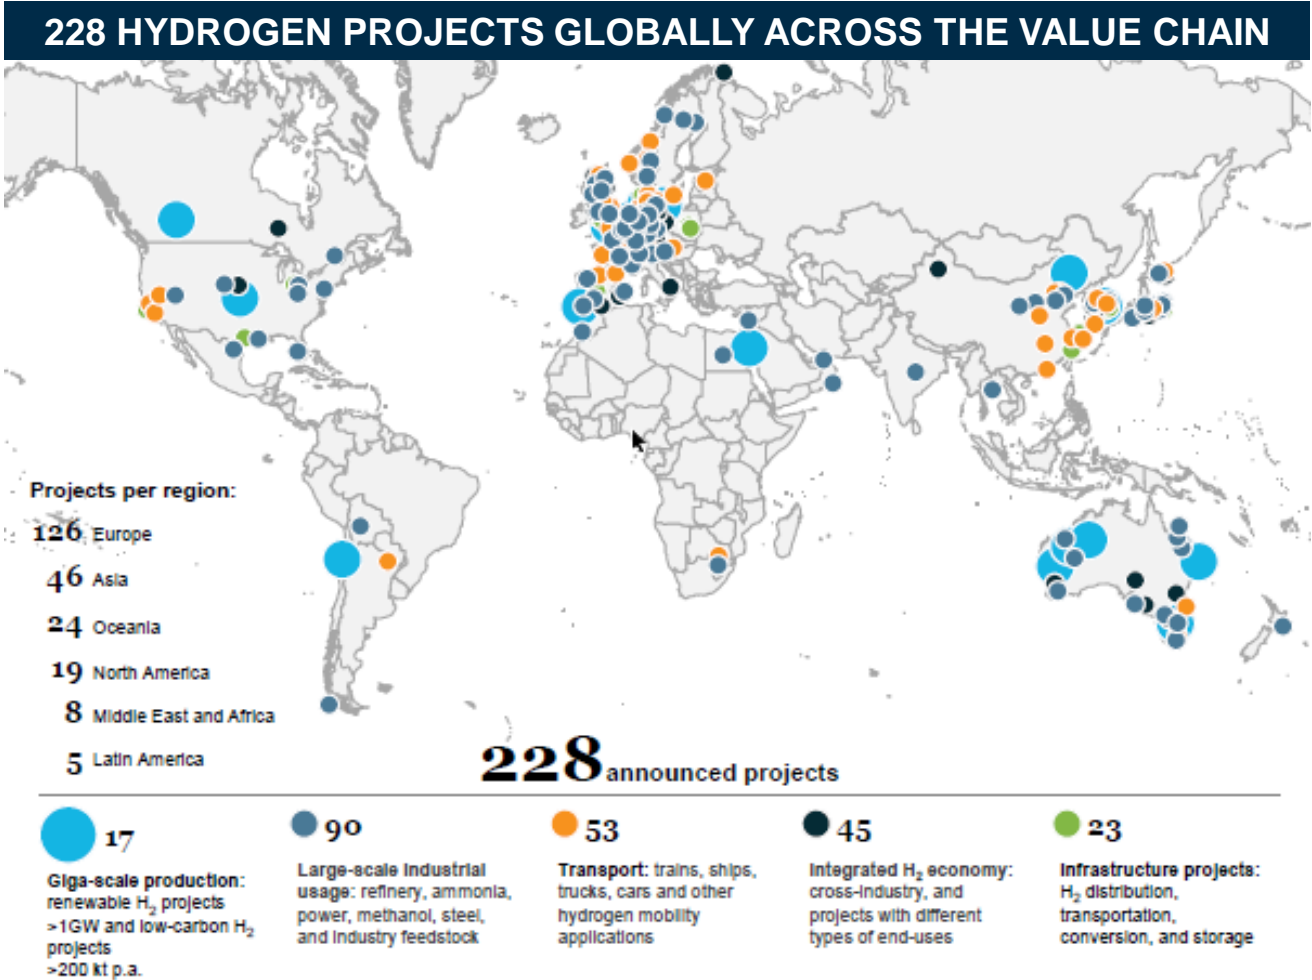 228 HYDROGEN PROJECTS GLOBALLY ACROSS THE VALUE CHAIN
Projects per region:
126 Europe
46 Asia
24 Oceania
19 North America
8 Middle East and Africa
5 Latin America
228 announced projects
17
Giga-scale production:
renewable H₂ projects
>1GW and low-carbon H₂
projects
>200 kt p.a.
90
Large-scale industrial
usage: refinery, ammonia,
power, methanol, steel,
and industry feedstock
53
Transport: trains, ships,
trucks, cars and other
hydrogen mobility
applications
45
Integrated H₂ economy:
cross-industry, and
projects with different
types of end-uses
23
Infrastructure projects:
H₂ distribution,
transportation,
conversion, and storage